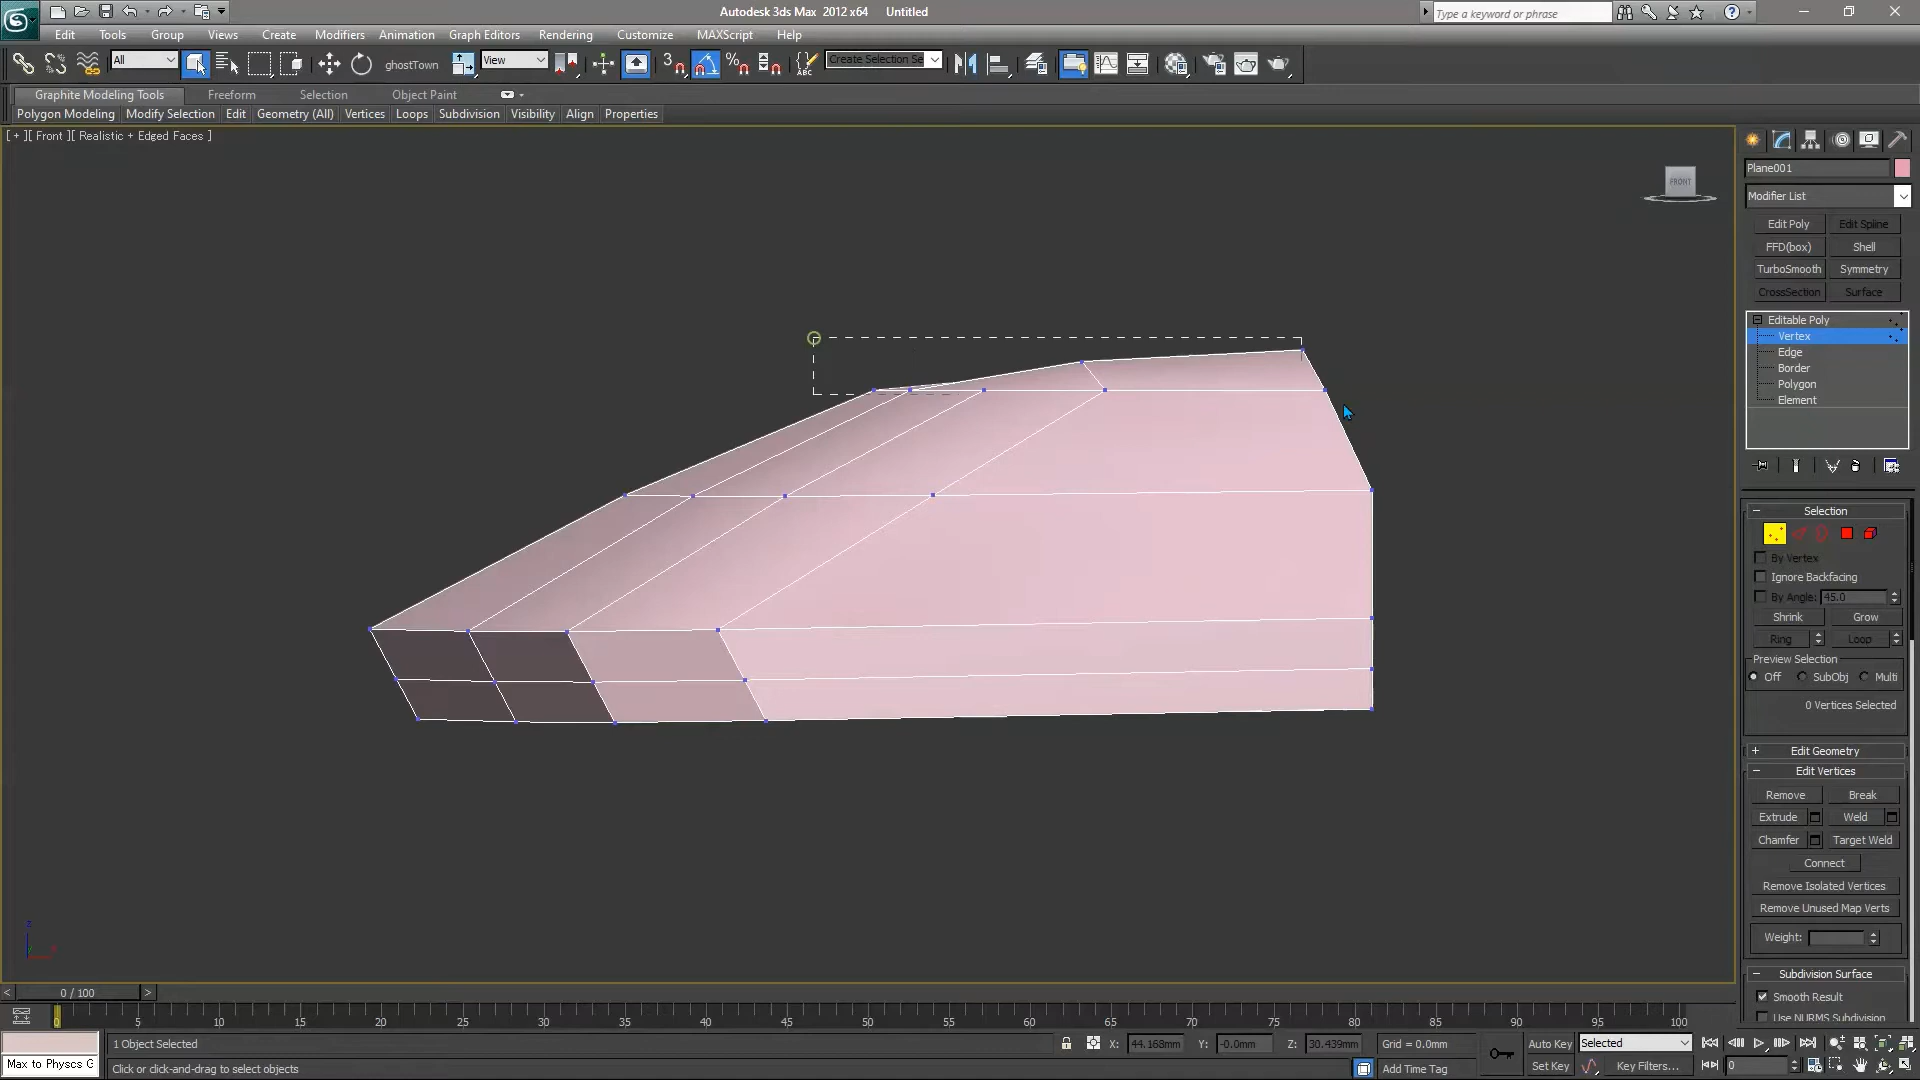 Autodesk 3ds Max 2012 x64 Untitled
Type a keyword or phrase
Edit Tools Group Views Create Modifiers Animation Graph Editors Rendering Customize MAXScript Help
All ghostTown View 3 ABC Create Selection Se
Graphite Modeling Tools Freeform Selection Object Paint
Polygon Modeling Modify Selection Edit Geometry (All) Vertices Loops Subdivision Visibility Align Properties
[ + ][ Front ][ Realistic + Edged Faces ]
FRONT
Plane001
Modifier List
Edit Poly Edit Spline
FFD(box) Shell
TurboSmooth Symmetry
CrossSection Surface
Editable Poly
Vertex
Edge
Border
Polygon
Element
Selection
By Vertex
Ignore Backfacing
By Angle: 45.0
Shrink Grow
Ring Loop
Preview Selection
Off SubObj Multi
0 Vertices Selected
Edit Geometry
Edit Vertices
Remove Break
Extrude Weld
Chamfer Target Weld
Connect
Remove Isolated Vertices
Remove Unused Map Verts
Weight:
Subdivision Surface
Smooth Result
Use NURMS Subdivision
z
< 0 / 100 >
0 5 10 15 20 25 30 35 40 45 50 55 60 65 70 75 80 85 90 95 100
1 Object Selected X: 44.168mm Y: -0.0mm Z: 30.439mm Grid = 0.0mm Auto Key Selected
Max to Physcs G Click or click-and-drag to select objects Add Time Tag Set Key Key Filters... 0